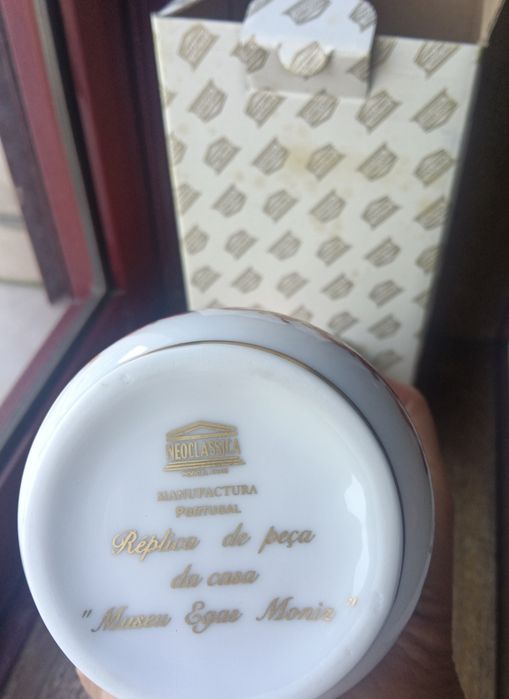 NEOCLASSICA
MANUFACTURA
PORTUGAL
Replica de peça
da casa
"Museu Egas Moniz"